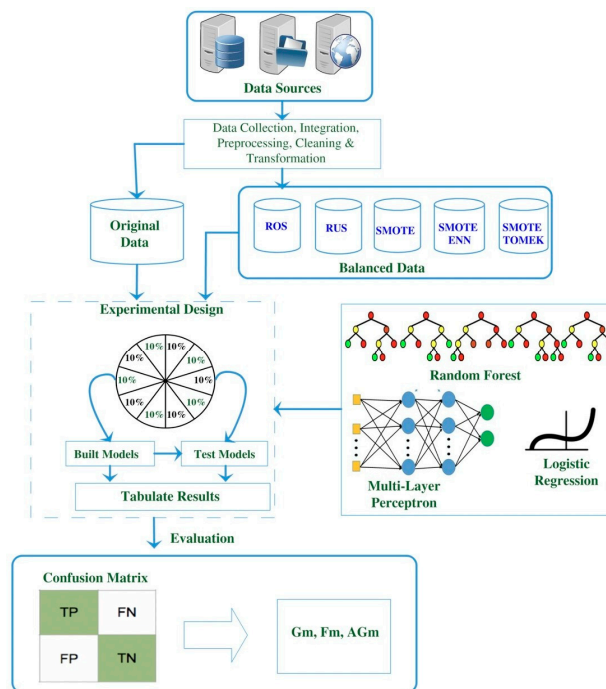 Data Sources
Data Collection, Integration,
Preprocessing, Cleaning &
Transformation
Original
Data
ROS
RUS
SMOTE
SMOTE
ENN
SMOTE
TOMEK
Balanced Data
Experimental Design
10% 10%
10% 10%
10% 10%
10% 10%
10% 10%
Built Models
Test Models
Tabulate Results
Random Forest
Multi-Layer
Perceptron
Logistic
Regression
Evaluation
Confusion Matrix
TP FN
FP TN
Gm, Fm, AGm